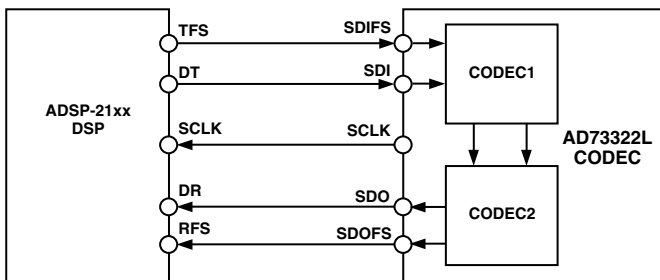 TFS
SDIFS
DT
SDI
CODEC1
ADSP-21xx
DSP
SCLK
SCLK
AD73322L
CODEC
DR
SDO
CODEC2
RFS
SDOFS